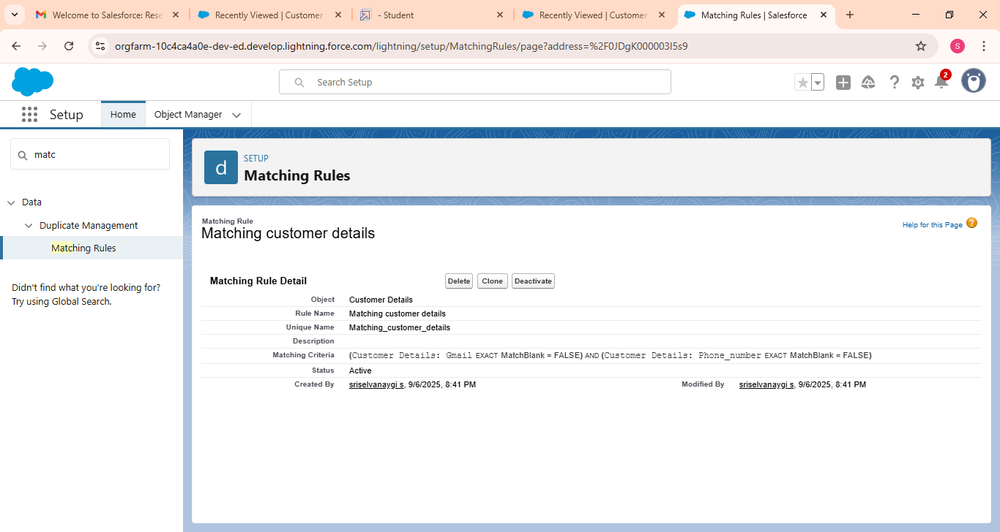 Welcome to Salesforce: Rese
Recently Viewed | Customer
- Student
Recently Viewed | Customer
Matching Rules | Salesforce
orgfarm-10c4ca4a0e-dev-ed.develop.lightning.force.com/lightning/setup/MatchingRules/page?address=%2F0JDgK000003I5s9
S
Search Setup
2
Setup
Home
Object Manager
matc
Data
Duplicate Management
Matching Rules
Didn't find what you're looking for?
Try using Global Search.
d
SETUP
Matching Rules
Matching Rule
Matching customer details
Help for this Page ?
Matching Rule Detail
Delete
Clone
Deactivate
Object Customer Details
Rule Name Matching customer details
Unique Name Matching_customer_details
Description
Matching Criteria (Customer Details: Gmail EXACT MatchBlank = FALSE) AND (Customer Details: Phone_number EXACT MatchBlank = FALSE)
Status Active
Created By sriselvanaygi s, 9/6/2025, 8:41 PM Modified By sriselvanaygi s, 9/6/2025, 8:41 PM